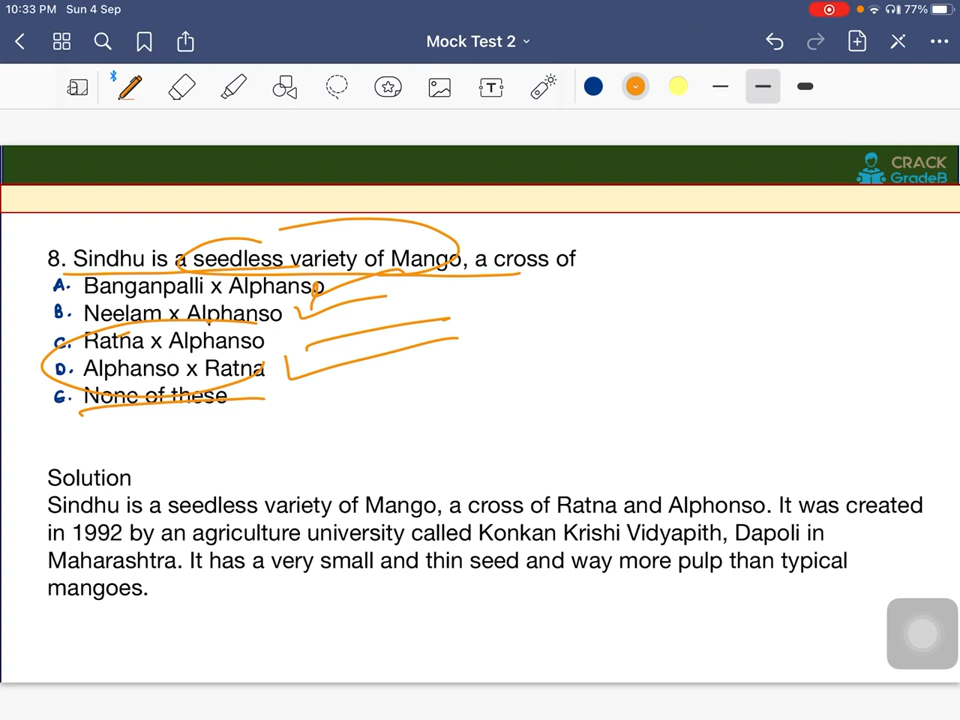 10:33 PM Sun 4 Sep
77%
Mock Test 2
T
CRACK
GradeB
8. Sindhu is a seedless variety of Mango, a cross of
A. Banganpalli x Alphanso
B. Neelam x Alphanso
C. Ratna x Alphanso
D. Alphanso x Ratna
G. None of these
Solution
Sindhu is a seedless variety of Mango, a cross of Ratna and Alphonso. It was created
in 1992 by an agriculture university called Konkan Krishi Vidyapith, Dapoli in
Maharashtra. It has a very small and thin seed and way more pulp than typical
mangoes.